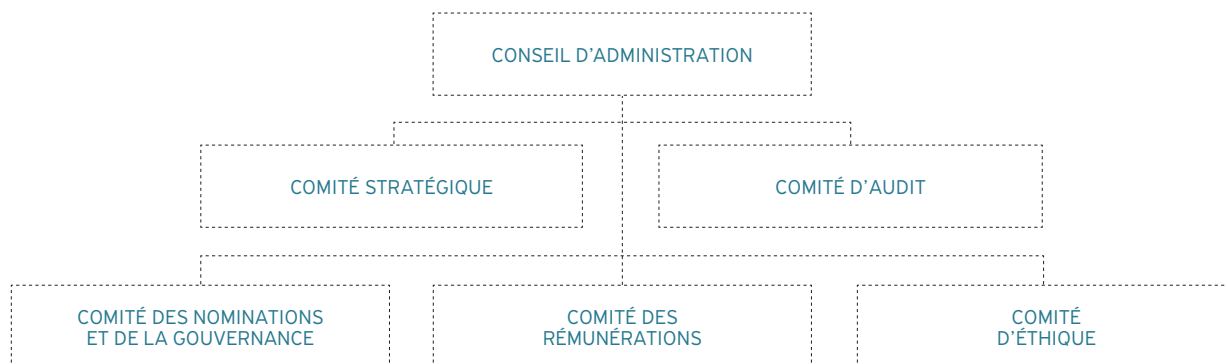 CONSEIL D’ADMINISTRATION
COMITÉ STRATÉGIQUE
COMITÉ D’AUDIT
COMITÉ DES NOMINATIONS
ET DE LA GOUVERNANCE
COMITÉ DES
RÉMUNÉRATIONS
COMITÉ
D’ÉTHIQUE